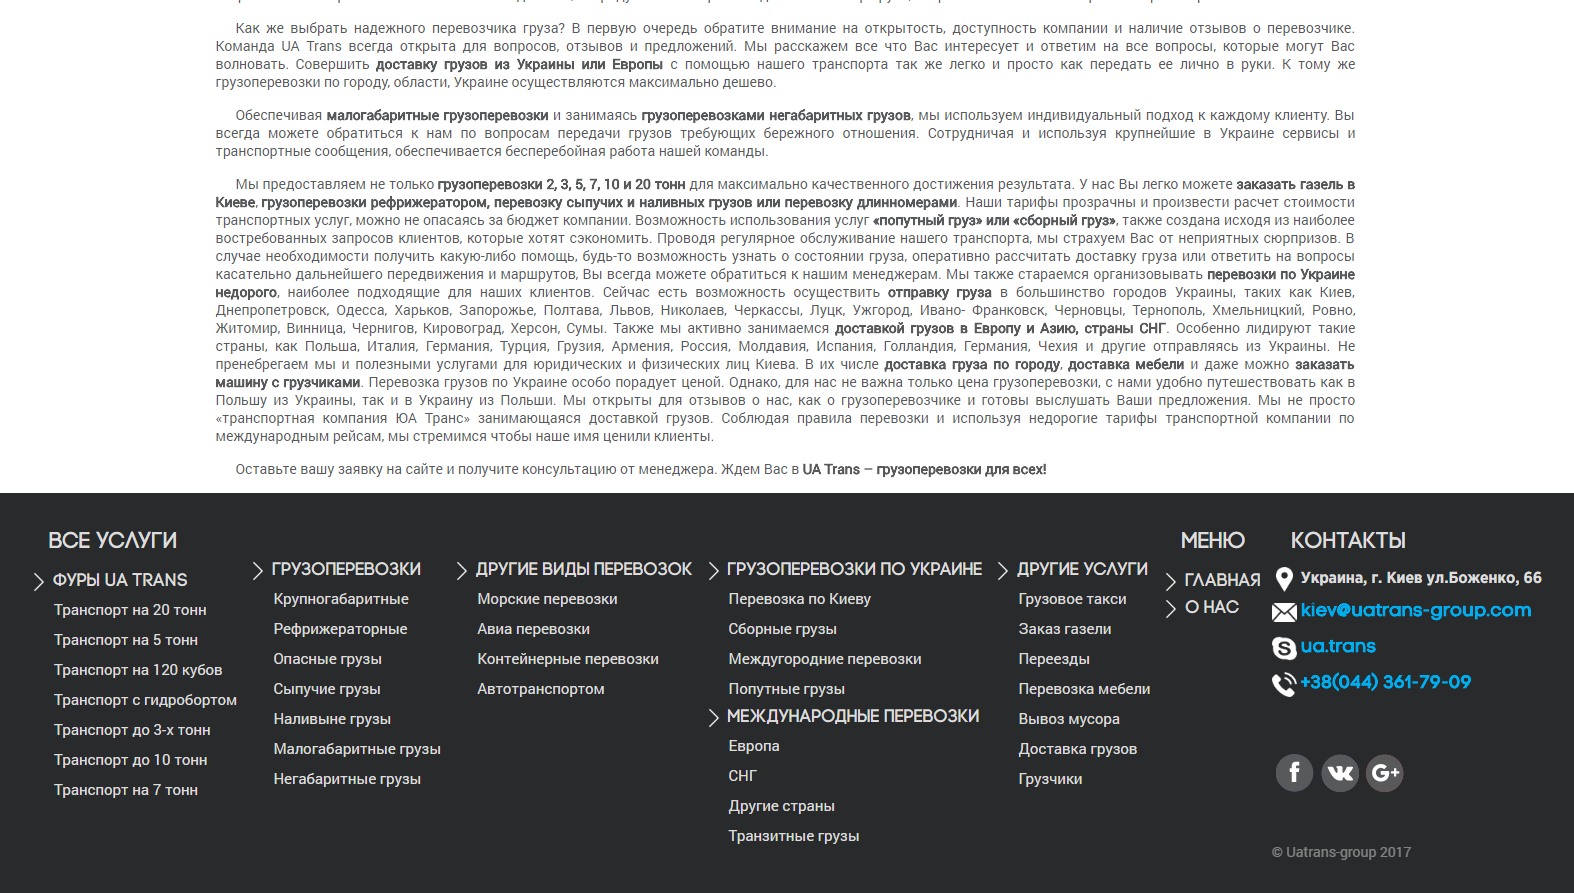 Как же выбрать надежного перевозчика груза? В первую очередь обратите внимание на открытость, доступность компании и наличие отзывов о перевозчике.
Команда UA Trans всегда открыта для вопросов, отзывов и предложений. Мы расскажем все что Вас интересует и ответим на все вопросы, которые могут Вас
волновать. Совершить доставку грузов из Украины или Европы с помощью нашего транспорта так же легко и просто как передать ее лично в руки. К тому же
грузоперевозки по городу, области, Украине осуществляются максимально дешево.
Обеспечивая малогабаритные грузоперевозки и занимаясь грузоперевозками негабаритных грузов, мы используем индивидуальный подход к каждому клиенту. Вы
всегда можете обратиться к нам по вопросам передачи грузов требующих бережного отношения. Сотрудничая и используя крупнейшие в Украине сервисы и
транспортные сообщения, обеспечивается бесперебойная работа нашей команды.
Мы предоставляем не только грузоперевозки 2, 3, 5, 7, 10 и 20 тонн для максимально качественного достижения результата. У нас Вы легко можете заказать газель в
Киеве, грузоперевозки рефрижератором, перевозку сыпучих и наливных грузов или перевозку длинномерами. Наши тарифы прозрачны и произвести расчет стоимости
транспортных услуг, можно не опасаясь за бюджет компании. Возможность использования услуг «попутный груз» или «сборный груз», также создана исходя из наиболее
востребованных запросов клиентов, которые хотят сэкономить. Проводя регулярное обслуживание нашего транспорта, мы страхуем Вас от неприятных сюрпризов. В
случае необходимости получить какую-либо помощь, будь-то возможность узнать о состоянии груза, оперативно рассчитать доставку груза или ответить на вопросы
касательно дальнейшего передвижения и маршрутов, Вы всегда можете обратиться к нашим менеджерам. Мы также стараемся организовывать перевозки по Украине
недорого, наиболее подходящие для наших клиентов. Сейчас есть возможность осуществить отправку груза в большинство городов Украины, таких как Киев,
Днепропетровск, Одесса, Харьков, Запорожье, Полтава, Львов, Николаев, Черкассы, Луцк, Ужгород, Ивано- Франковск, Черновцы, Тернополь, Хмельницкий, Ровно,
Житомир, Винница, Чернигов, Кировоград, Херсон, Сумы. Также мы активно занимаемся доставкой грузов в Европу и Азию, страны СНГ. Особенно лидируют такие
страны, как Польша, Италия, Германия, Турция, Грузия, Армения, Россия, Молдавия, Испания, Голландия, Германия, Чехия и другие отправляясь из Украины. Не
пренебрегаем мы и полезными услугами для юридических и физических лиц Киева. В их числе доставка груза по городу, доставка мебели и даже можно заказать
машину с грузчиками. Перевозка грузов по Украине особо порадует ценой. Однако, для нас не важна только цена грузоперевозки, с нами удобно путешествовать как в
Польшу из Украины, так и в Украину из Польши. Мы открыты для отзывов о нас, как о грузоперевозчике и готовы выслушать Ваши предложения. Мы не просто
«транспортная компания ЮА Транс» занимающаяся доставкой грузов. Соблюдая правила перевозки и используя недорогие тарифы транспортной компании по
международным рейсам, мы стремимся чтобы наше имя ценили клиенты.
Оставьте вашу заявку на сайте и получите консультацию от менеджера. Ждем Вас в UA Trans – грузоперевозки для всех!
ВСЕ УСЛУГИ
ФУРЫ UA TRANS
Транспорт на 20 тонн
Транспорт на 5 тонн
Транспорт на 120 кубов
Транспорт с гидробортом
Транспорт до 3-х тонн
Транспорт до 10 тонн
Транспорт на 7 тонн
ГРУЗОПЕРЕВОЗКИ
Крупногабаритные
Рефрижераторные
Опасные грузы
Сыпучие грузы
Наливыне грузы
Малогабаритные грузы
Негабаритные грузы
ДРУГИЕ ВИДЫ ПЕРЕВОЗОК
Морские перевозки
Авиа перевозки
Контейнерные перевозки
Автотранспортом
ГРУЗОПЕРЕВОЗКИ ПО УКРАИНЕ
Перевозка по Киеву
Сборные грузы
Междугородние перевозки
Попутные грузы
МЕЖДУНАРОДНЫЕ ПЕРЕВОЗКИ
Европа
СНГ
Другие страны
Транзитные грузы
ДРУГИЕ УСЛУГИ
Грузовое такси
Заказ газели
Переезды
Перевозка мебели
Вывоз мусора
Доставка грузов
Грузчики
МЕНЮ
ГЛАВНАЯ
О НАС
КОНТАКТЫ
Украина, г. Киев ул.Боженко, 66
kiev@uatrans-group.com
ua.trans
+38(044) 361-79-09
© Uatrans-group 2017